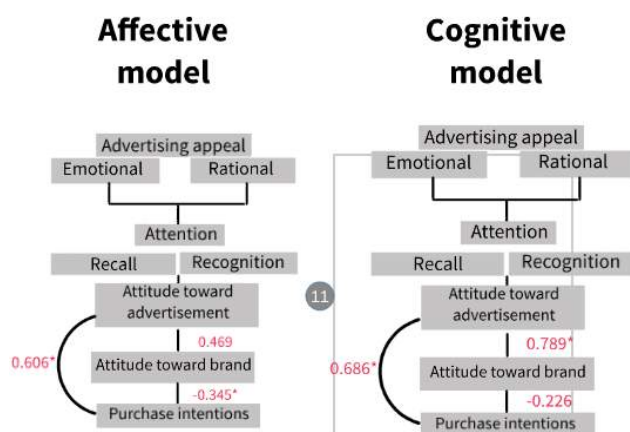 Affective
model
Advertising appeal
Emotional
Rational
Attention
Recall
Recognition
Attitude toward
advertisement
0.606*
0.469
Attitude toward brand
-0.345*
Purchase intentions
Cognitive
model
Advertising appeal
Emotional
Rational
Attention
Recall
Recognition
11
Attitude toward
advertisement
0.789*
0.686*
Attitude toward brand
-0.226
Purchase intentions